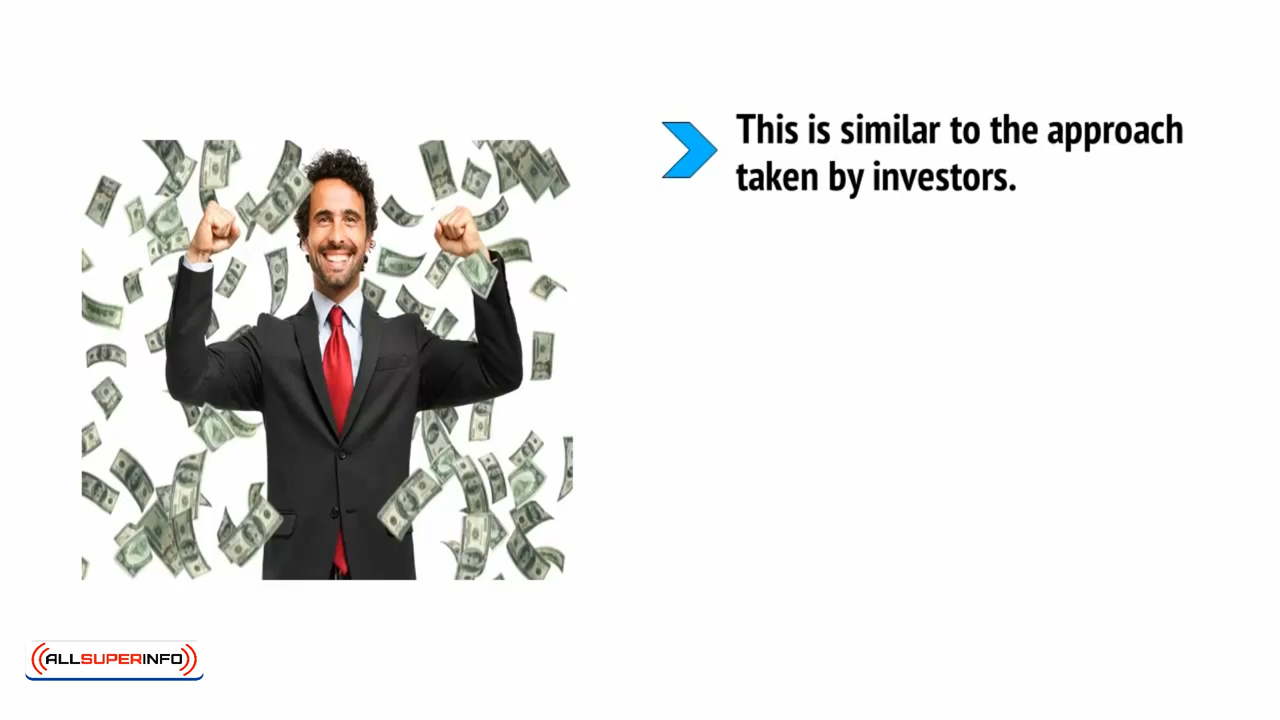 This is similar to the approach
taken by investors.
ALLSUPERINFO